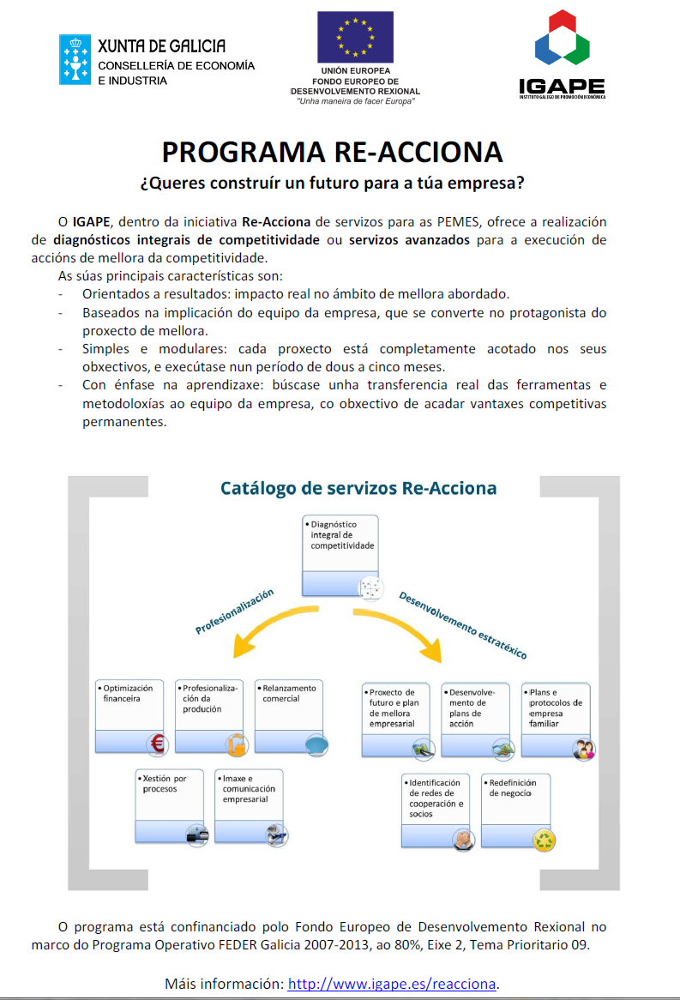 XUNTA DE GALICIA
CONSELLERÍA DE ECONOMÍA
E INDUSTRIA
UNIÓN EUROPEA
FONDO EUROPEO DE
DESENVOLVEMENTO REXIONAL
"Unha maneira de facer Europa"
IGAPE
INSTITUTO GALEGO DE PROMOCIÓN ECONÓMICA
PROGRAMA RE-ACCIONA
¿Queres construír un futuro para a túa empresa?
O IGAPE, dentro da iniciativa Re-Acciona de servizos para as PEMES, ofrece a realización
de diagnósticos integrais de competitividade ou servizos avanzados para a execución de
accións de mellora da competitividade.
As súas principais características son:
- Orientados a resultados: impacto real no ámbito de mellora abordado.
- Baseados na implicación do equipo da empresa, que se converte no protagonista do
proxecto de mellora.
- Simples e modulares: cada proxecto está completamente acotado nos seus
obxectivos, e execútase nun período de dous a cinco meses.
- Con énfase na aprendizaxe: búscase unha transferencia real das ferramentas e
metodoloxías ao equipo da empresa, co obxectivo de acadar vantaxes competitivas
permanentes.
Catálogo de servizos Re-Acciona
• Diagnóstico
integral de
competitividade
Profesionalización
Desenvolvemento estratéxico
• Optimización
financeira
• Profesionaliza-
ción da
produción
• Relanzamento
comercial
• Proxecto de
futuro e plan
de mellora
empresarial
• Desenvolve-
mento de
plans de
acción
• Plans e
protocolos de
empresa
familiar
• Xestión por
procesos
• Imaxe e
comunicación
empresarial
• Identificación
de redes de
cooperación e
socios
• Redefinición
de negocio
O programa está confinanciado polo Fondo Europeo de Desenvolvemento Rexional no
marco do Programa Operativo FEDER Galicia 2007-2013, ao 80%, Eixe 2, Tema Prioritario 09.
Máis información: http://www.igape.es/reacciona.